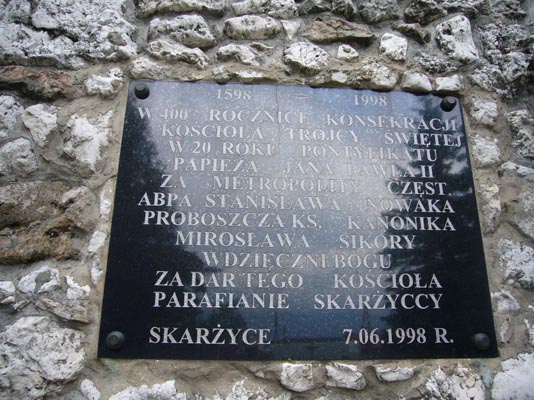 1598 – 1998
W 400 ROCZNICĘ KONSEKRACJI
KOŚCIOŁA TRÓJCY ŚWIĘTEJ
W 20. ROKU PONTYFIKATU
PAPIEŻA JANA PAWŁA II
ZA METROPOLITY CZĘST.
ABPA STANISŁAWA NOWAKA
PROBOSZCZA KS. KANONIKA
MIROSŁAWA SIKORY
WDZIĘCZNI BOGU
ZA DAR TEGO KOŚCIOŁA
PARAFIANIE SKARŻYCCY
SKARŻYCE 7.06.1998 R.